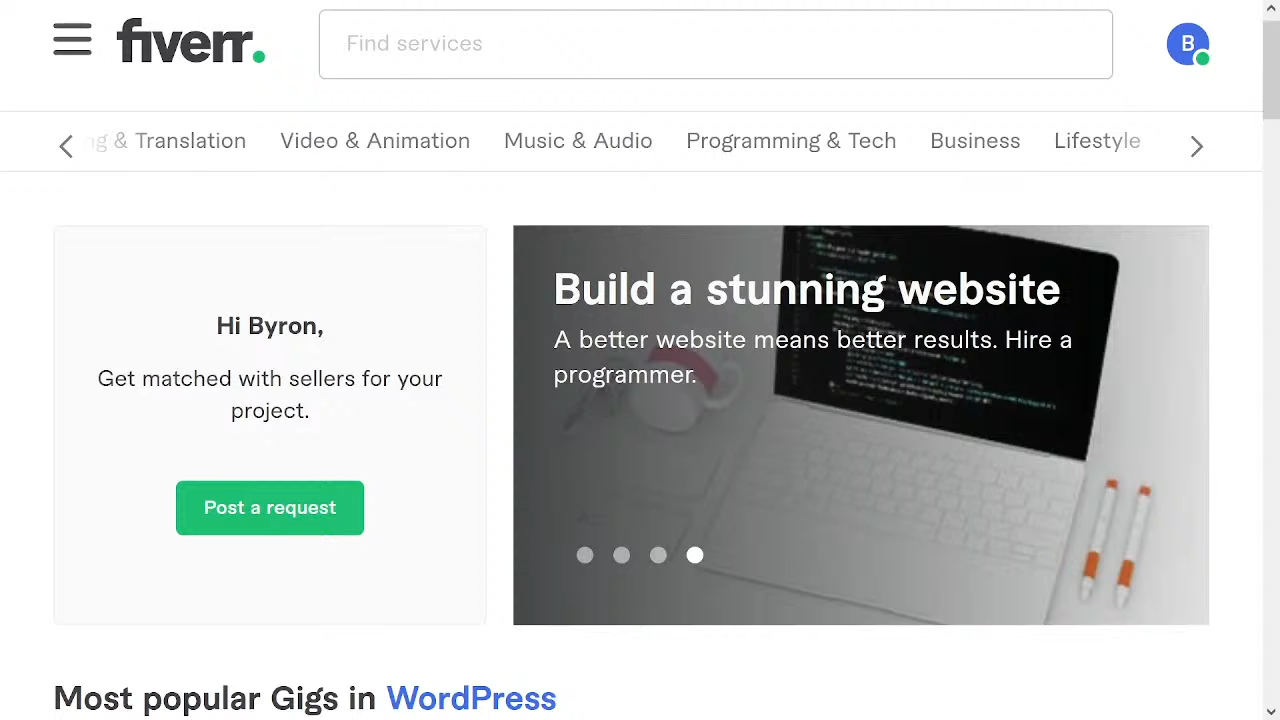 fiverr.
Find services
B
ng & Translation Video & Animation Music & Audio Programming & Tech Business Lifestyle
Hi Byron,
Get matched with sellers for your
project.
Post a request
Build a stunning website
A better website means better results. Hire a
programmer.
Most popular Gigs in WordPress